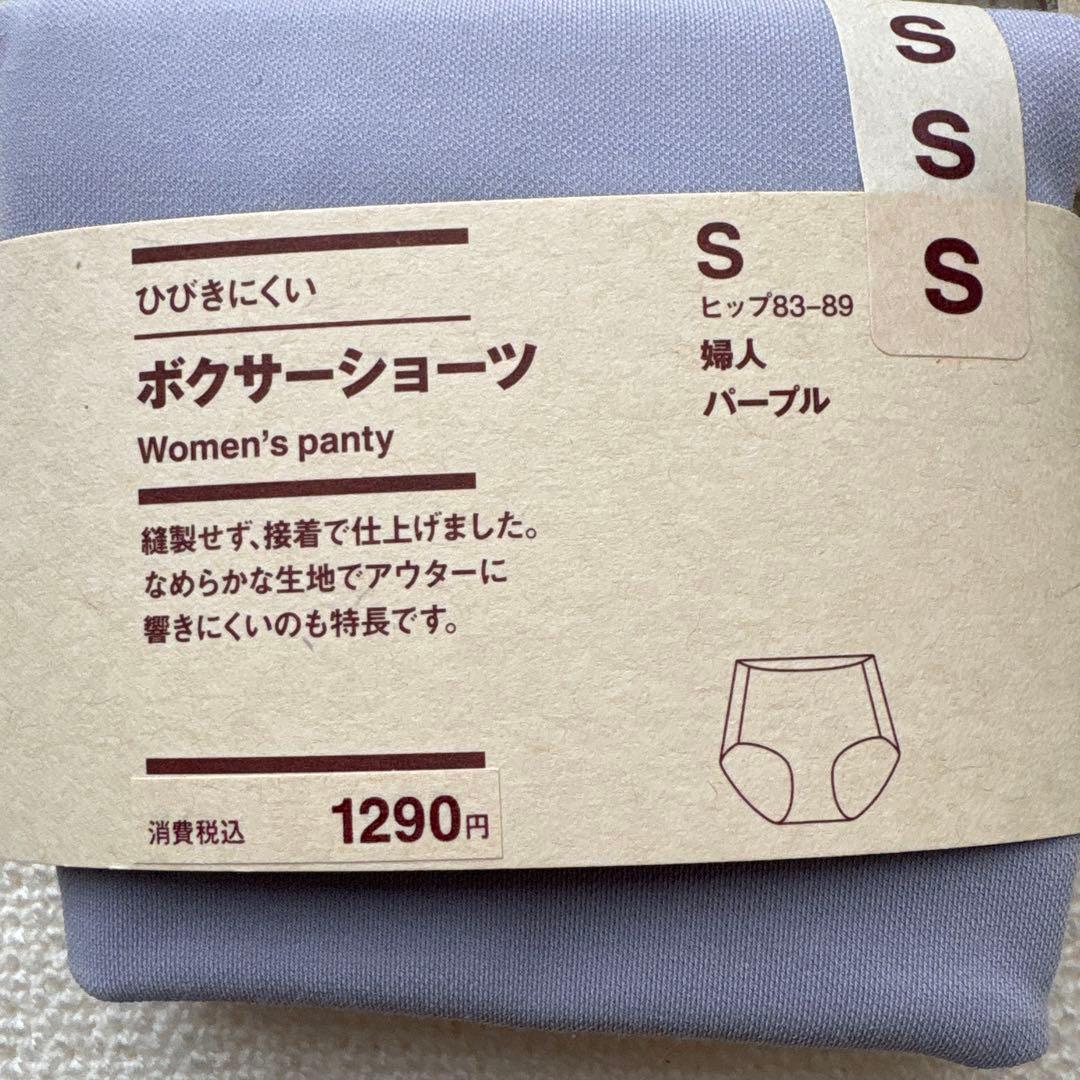 S
S
S
ひびきにくい
ボクサーショーツ
Women's panty
縫製せず、接着で仕上げました。
なめらかな生地でアウターに
響きにくいのも特長です。
消費税込 1290円
S
ヒップ83-89
婦人
パープル